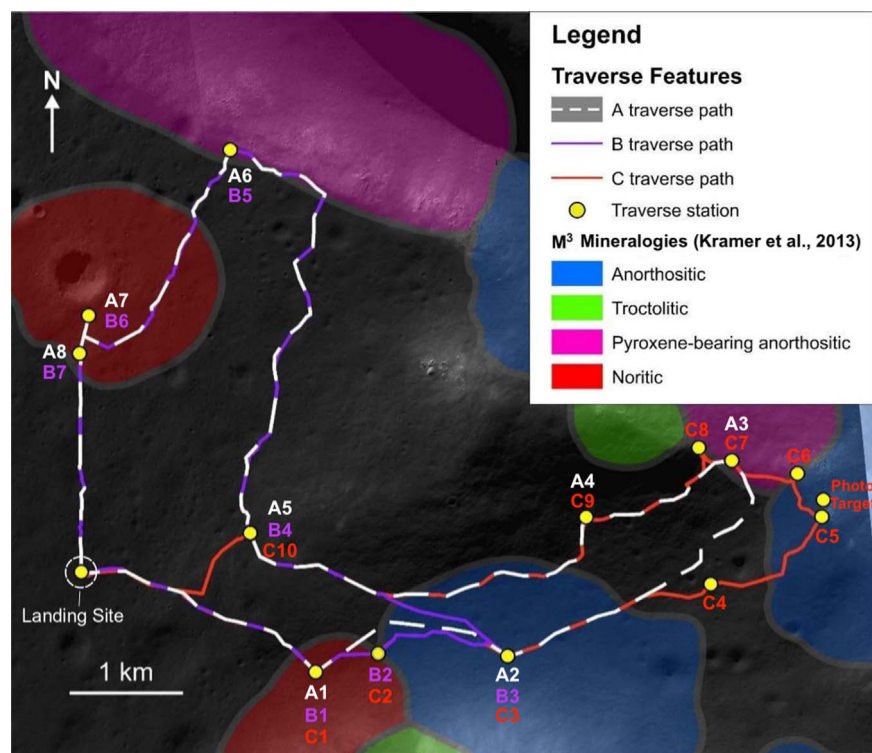 Legend
Traverse Features
A traverse path
B traverse path
C traverse path
Traverse station
M³ Mineralogies (Kramer et al., 2013)
Anorthositic
Troctolitic
Pyroxene-bearing anorthositic
Noritic
N
A6
B5
A7
B6
A8
B7
C8
A3
C7
C6
Photo
Target
C5
A4
C9
A5
B4
C10
C4
Landing Site
1 km
A1
B1
C1
B2
C2
A2
B3
C3